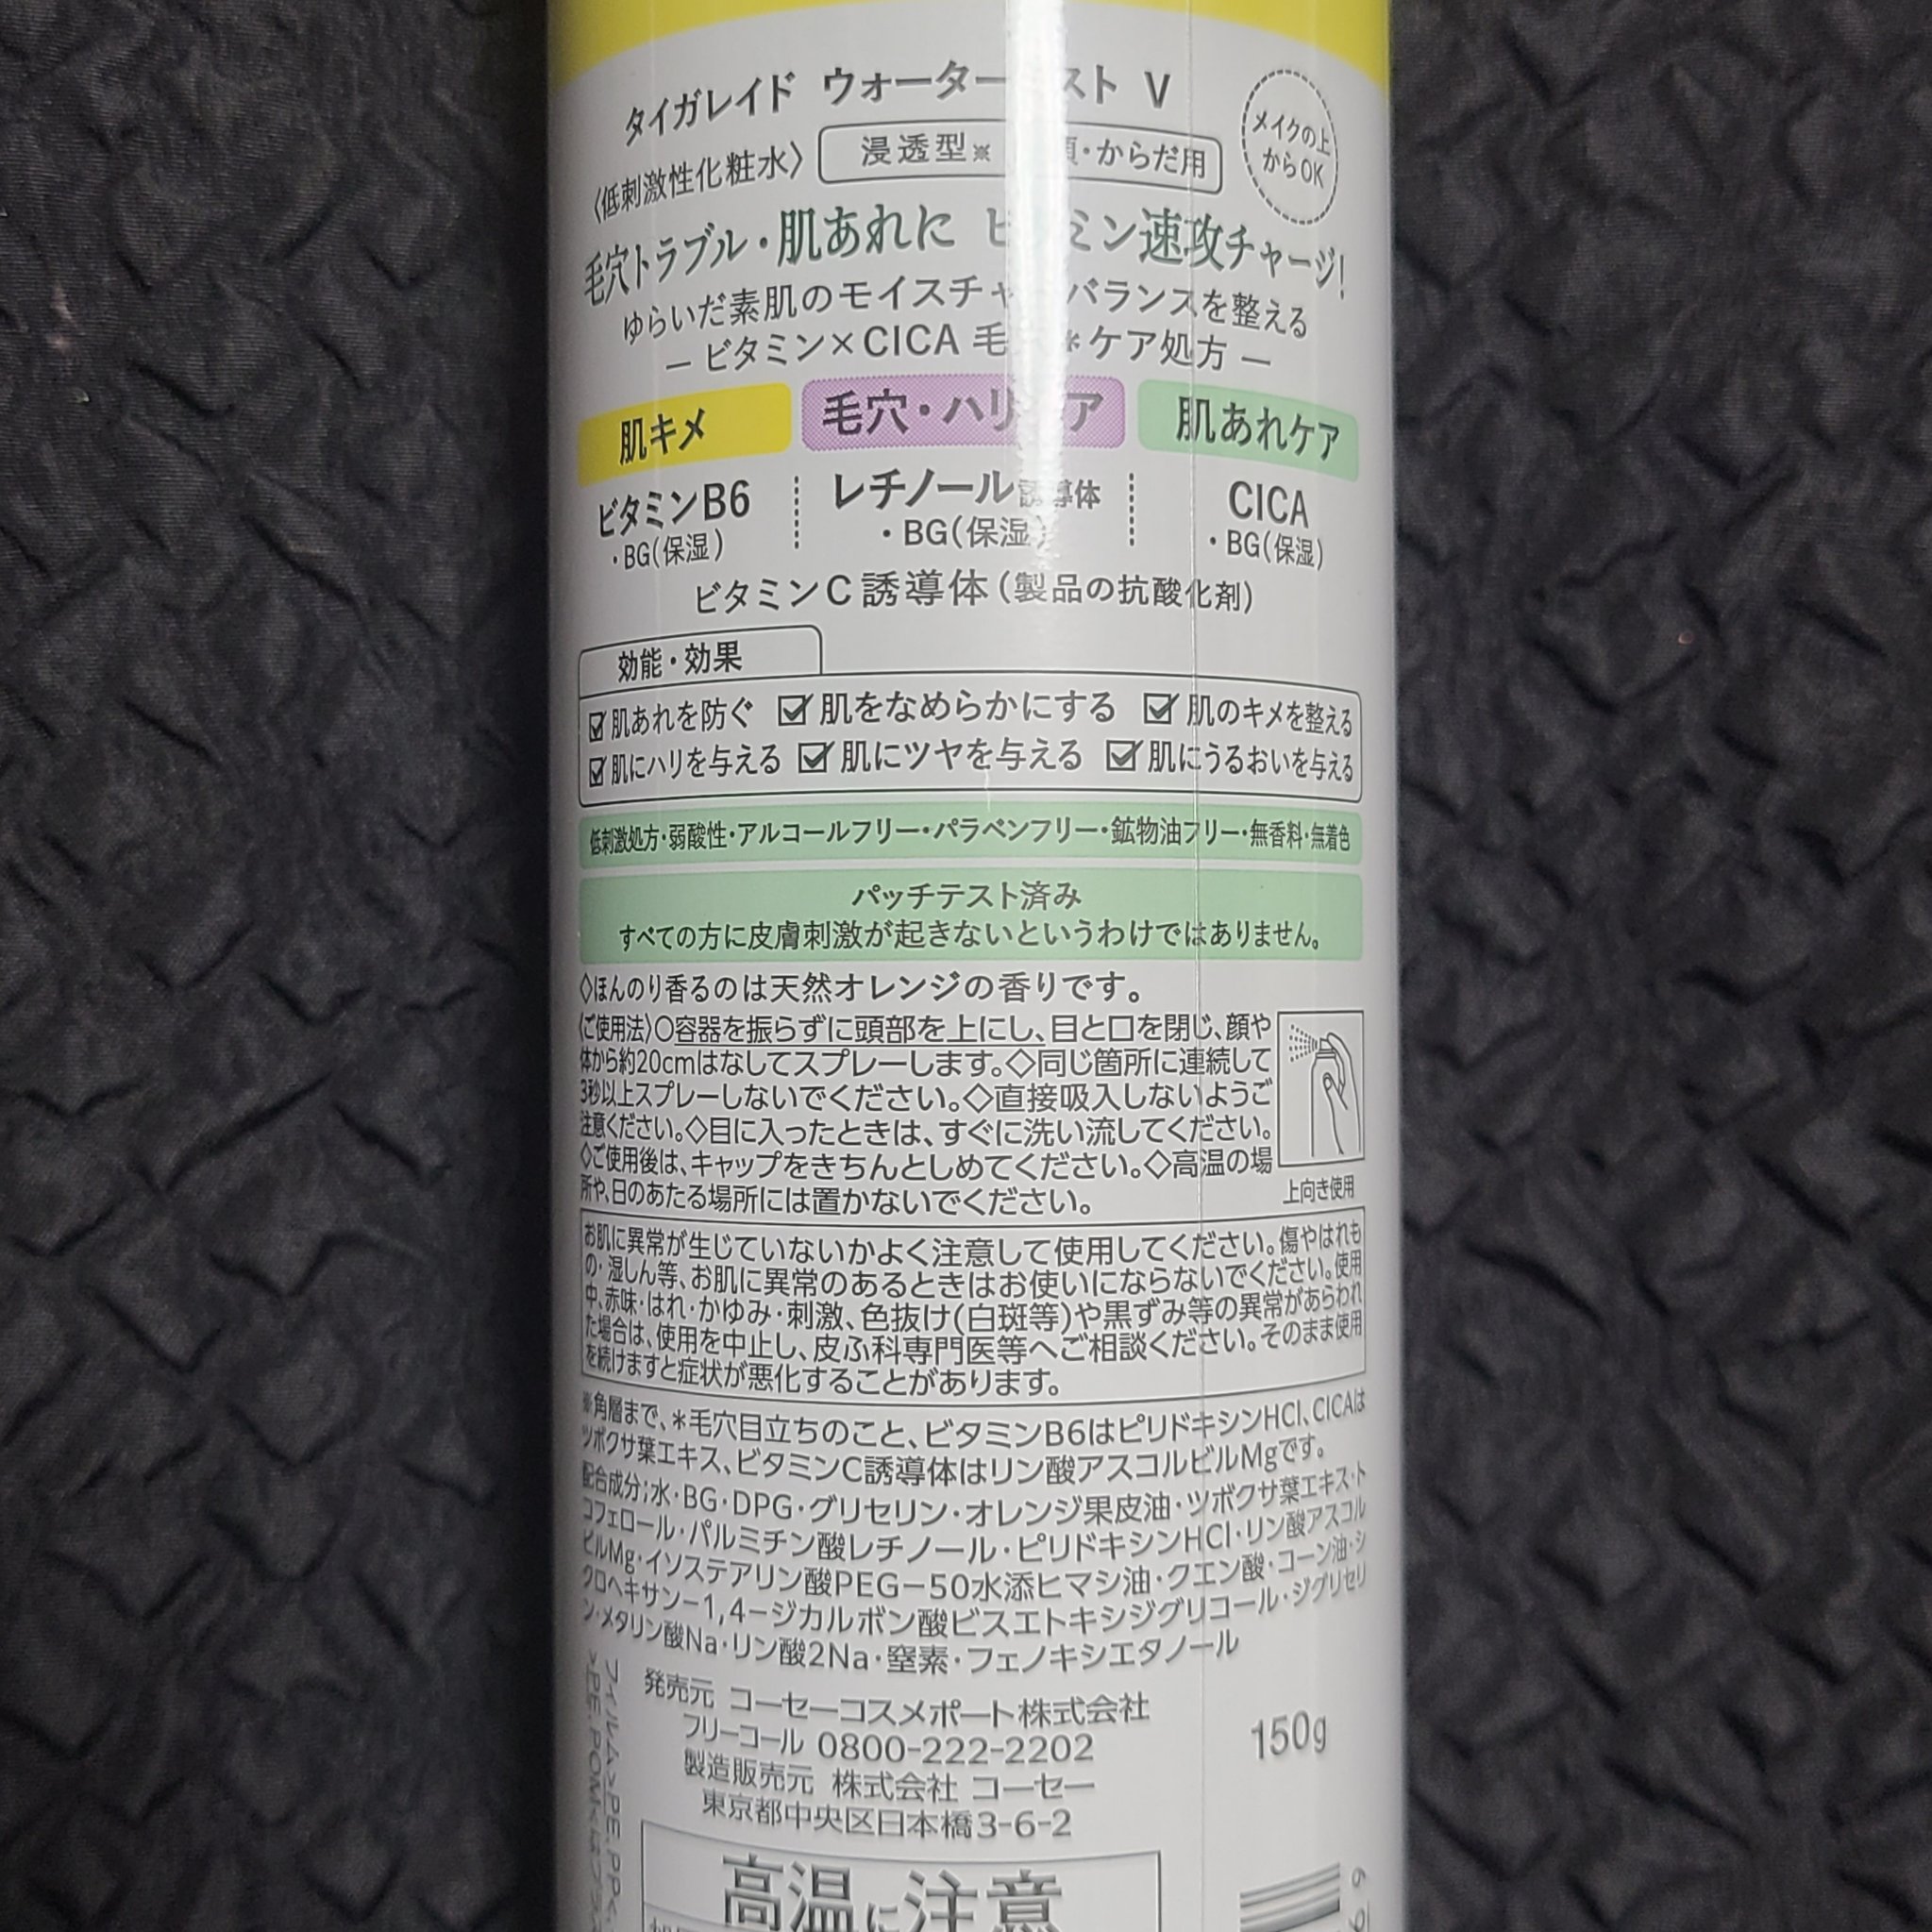 タイガレイド ウォーター スト V
メイクの上
からOK
〈低刺激性化粧水〉
浸透型※ ・からだ用
毛穴トラブル・肌あれに ビ ミン速攻チャージ!
ゆらいだ素肌のモイスチャ バランスを整える
― ビタミン×CICA 毛 *ケア処方 ―
肌キメ
毛穴・ハリ ア
肌あれケア
ビタミンB6
・BG(保湿)
レチノール誘導体
・BG(保湿)
CICA
・BG(保湿)
ビタミンC誘導体(製品の抗酸化剤)
効能・効果
☑肌あれを防ぐ ☑肌をなめらかにする ☑肌のキメを整える
☑肌にハリを与える ☑肌にツヤを与える ☑肌にうるおいを与える
低刺激処方・弱酸性・アルコールフリー・パラベンフリー・鉱物油フリー・無香料・無着色
パッチテスト済み
すべての方に皮膚刺激が起きないというわけではありません。
◇ほんのり香るのは天然オレンジの香りです。
〈ご使用法〉○容器を振らずに頭部を上にし、目と口を閉じ、顔や
体から約20cmはなしてスプレーします。◇同じ箇所に連続して
3秒以上スプレーしないでください。◇直接吸入しないようご
注意ください。◇目に入ったときは、すぐに洗い流してください。
◇ご使用後は、キャップをきちんとしめてください。◇高温の場
所や、日のあたる場所には置かないでください。
上向き使用
お肌に異常が生じていないかよく注意して使用してください。傷やはれも
の・湿しん等、お肌に異常のあるときはお使いにならないでください。使用
中、赤味・はれ・かゆみ・刺激、色抜け(白斑等)や黒ずみ等の異常があらわれ
た場合は、使用を中止し、皮ふ科専門医等へご相談ください。そのまま使用
を続けますと症状が悪化することがあります。
※角層まで、*毛穴目立ちのこと、ビタミンB6はピリドキシンHCl、CICAは
ツボクサ葉エキス、ビタミンC誘導体はリン酸アスコルビルMgです。
配合成分;水・BG・DPG・グリセリン・オレンジ果皮油・ツボクサ葉エキス・ト
コフェロール・パルミチン酸レチノール・ピリドキシンHCl・リン酸アスコル
ビルMg・イソステアリン酸PEG-50水添ヒマシ油・クエン酸・コーン油・シ
クロヘキサン-1,4-ジカルボン酸ビスエトキシジグリコール・ジグリセリ
ン・メタリン酸Na・リン酸2Na・窒素・フェノキシエタノール
発売元 コーセーコスメポート株式会社
フリーコール 0800-222-2202
製造販売元 株式会社 コーセー
東京都中央区日本橋3-6-2
150g
高温に注意